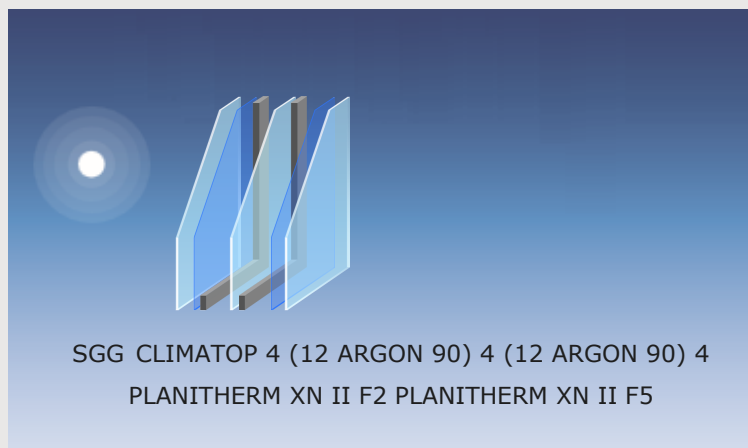 SGG CLIMATOP 4 (12 ARGON 90) 4 (12 ARGON 90) 4
PLANITHERM XN II F2 PLANITHERM XN II F5